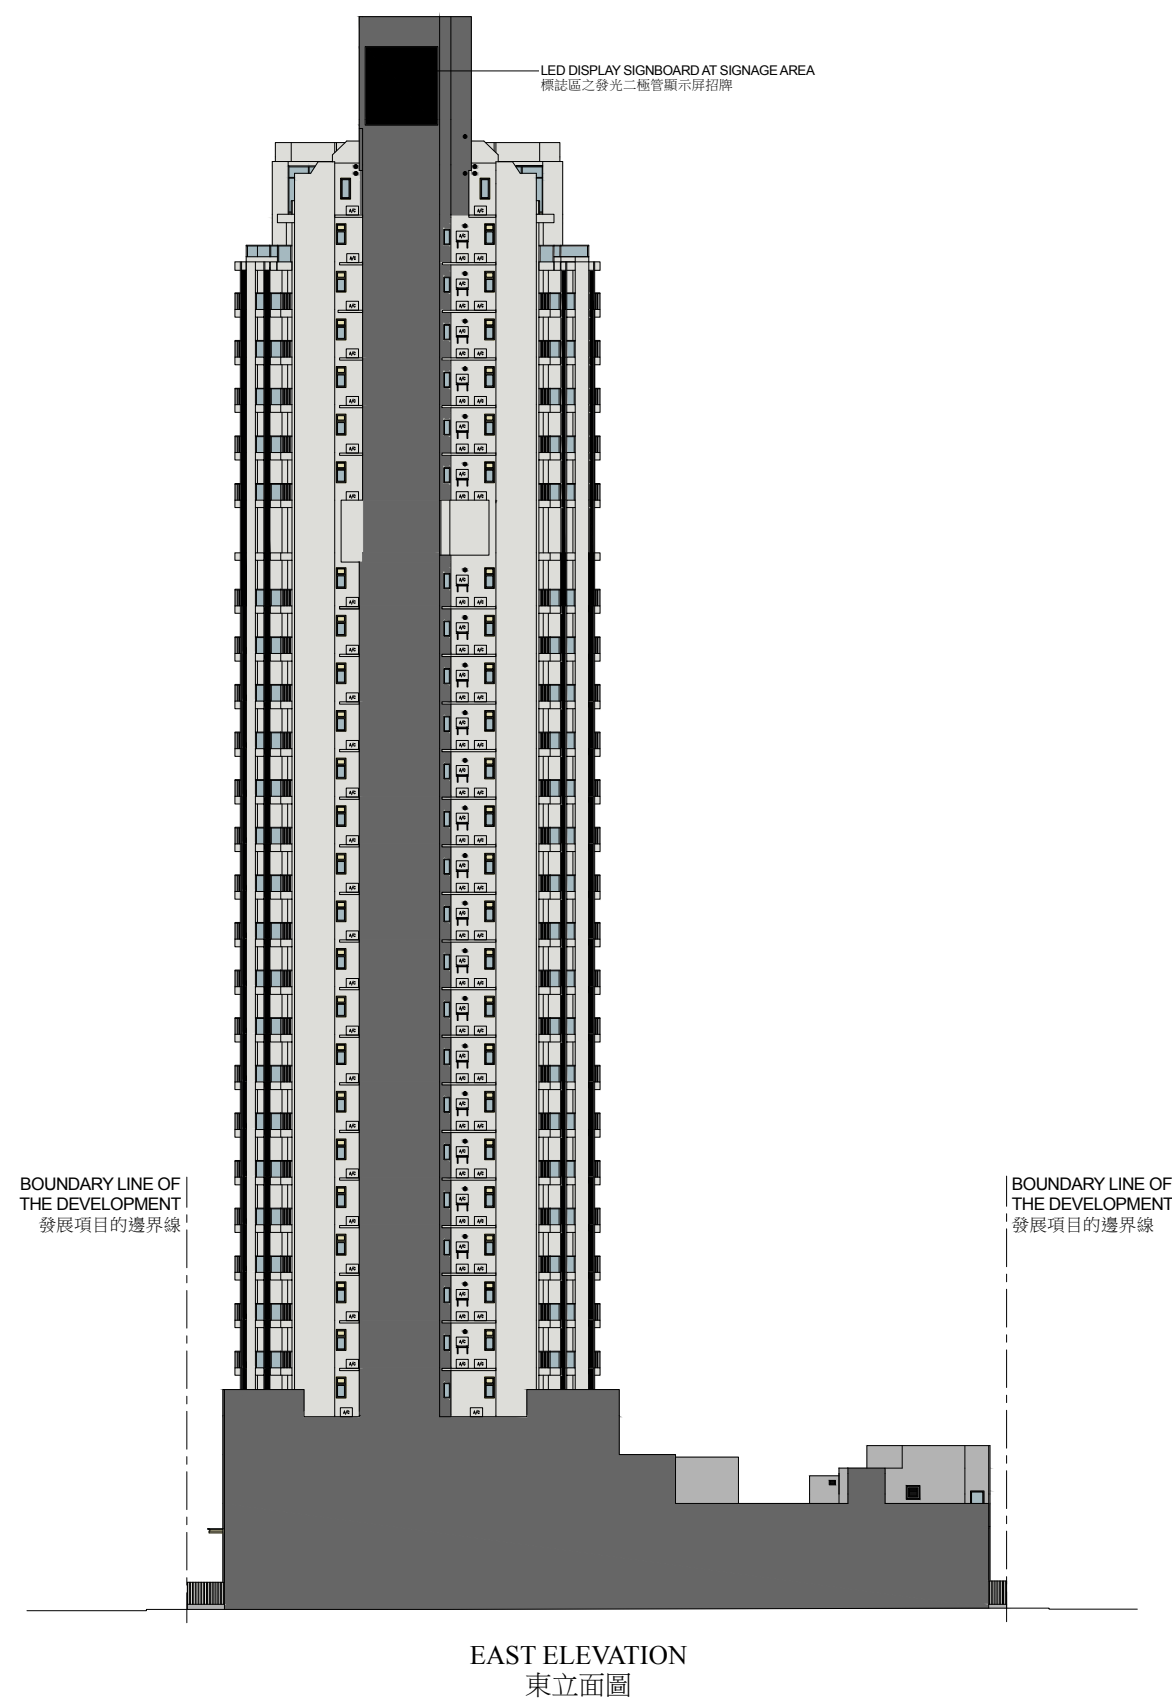 LED DISPLAY SIGNBOARD AT SIGNAGE AREA
標誌區之發光二極管顯示屏招牌
BOUNDARY LINE OF
THE DEVELOPMENT
發展項目的邊界線
BOUNDARY LINE OF
THE DEVELOPMENT
發展項目的邊界線
EAST ELEVATION
東立面圖